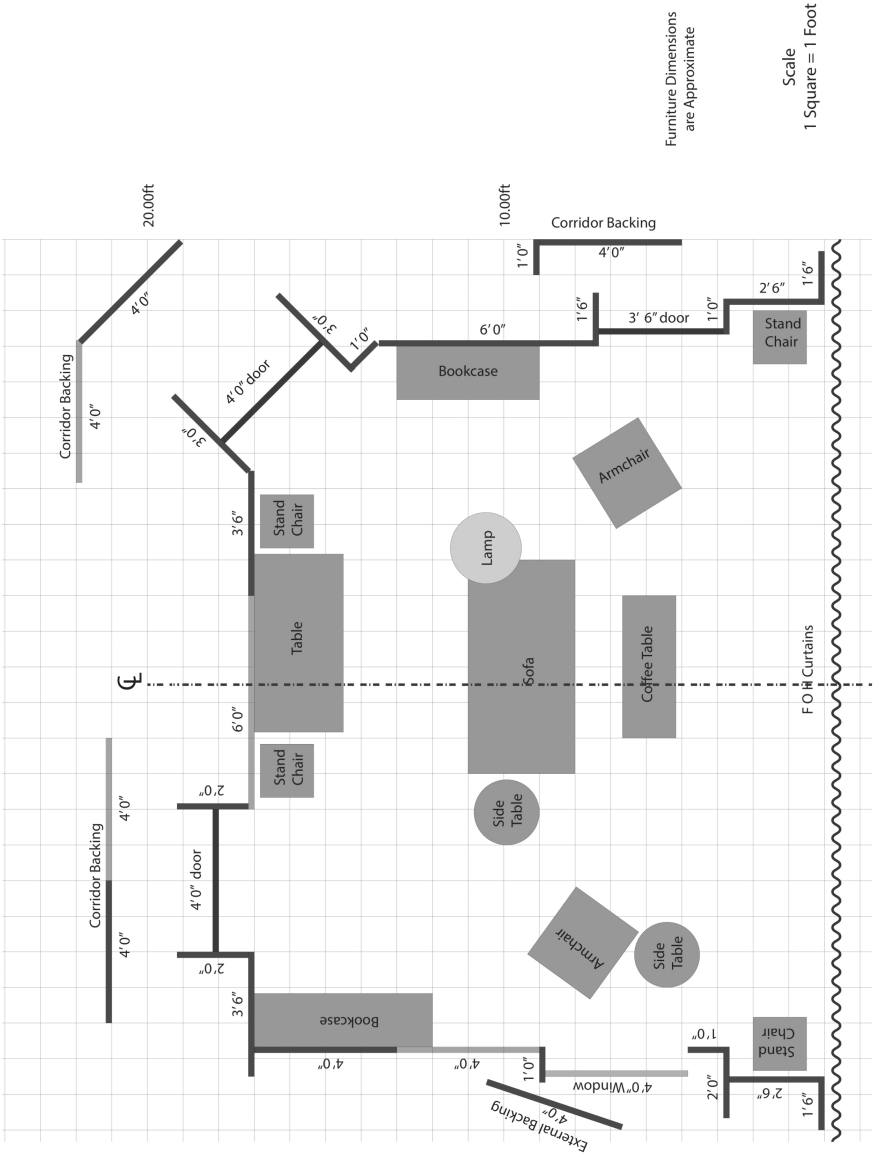 Furniture Dimensions
are Approximate
Scale
1 Square = 1 Foot
20.00ft
10.00ft
Corridor Backing
4'0"
1'0"
4'0"
Corridor Backing
4'0"
3'0"
1'0"
4'0" door
3'0"
6'0"
1'6"
3' 6" door
1'0"
2'6"
1'6"
Stand
Chair
Bookcase
Armchair
3'6"
Stand
Chair
Lamp
Table
Sofa
Coffee Table
F O H Curtains
CL
6'0"
Stand
Chair
Side
Table
Corridor Backing
4'0"
4'0"
2'0"
4'0" door
2'0"
3'6"
Bookcase
4'0"
4'0"
1'0"
4'0" Window
External Backing
4'0"
Armchair
Side
Table
1'0"
2'0"
Stand
Chair
2'6"
1'6"